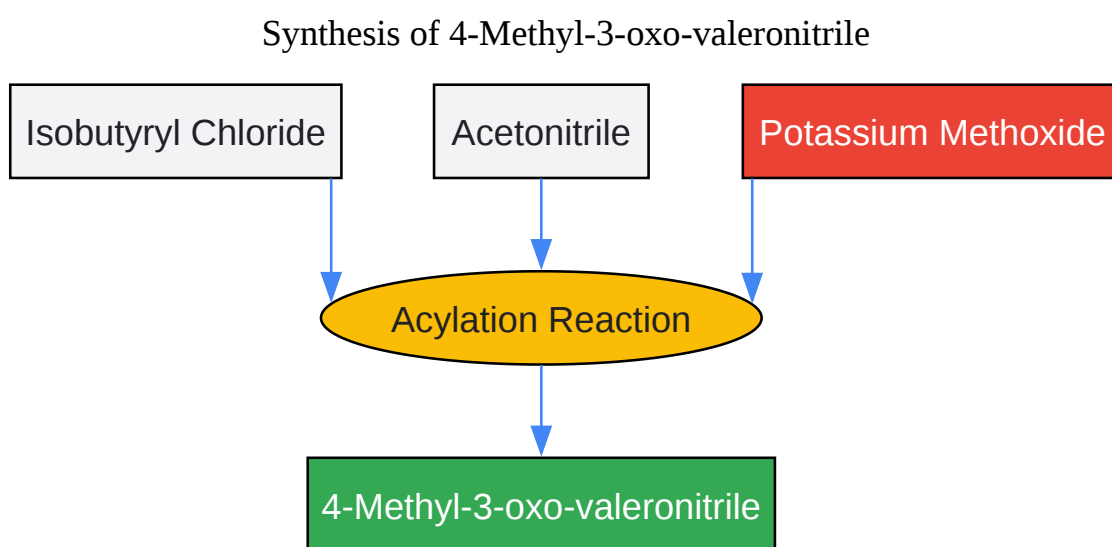 Synthesis of 4-Methyl-3-oxo-valeronitrile
Isobutyryl Chloride
Acetonitrile
Potassium Methoxide
Acylation Reaction
4-Methyl-3-oxo-valeronitrile